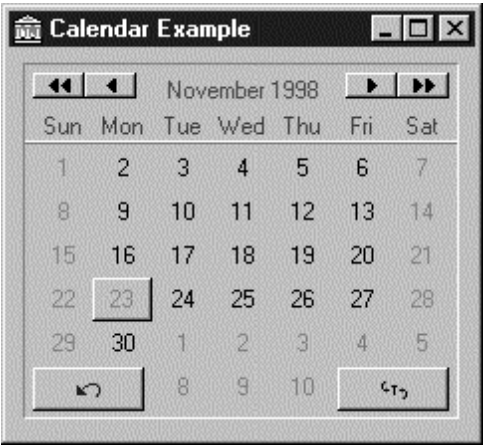 Calendar Example
November 1998
Sun Mon Tue Wed Thu Fri Sat
1 2 3 4 5 6 7
8 9 10 11 12 13 14
15 16 17 18 19 20 21
22 23 24 25 26 27 28
29 30 1 2 3 4 5
8 9 10